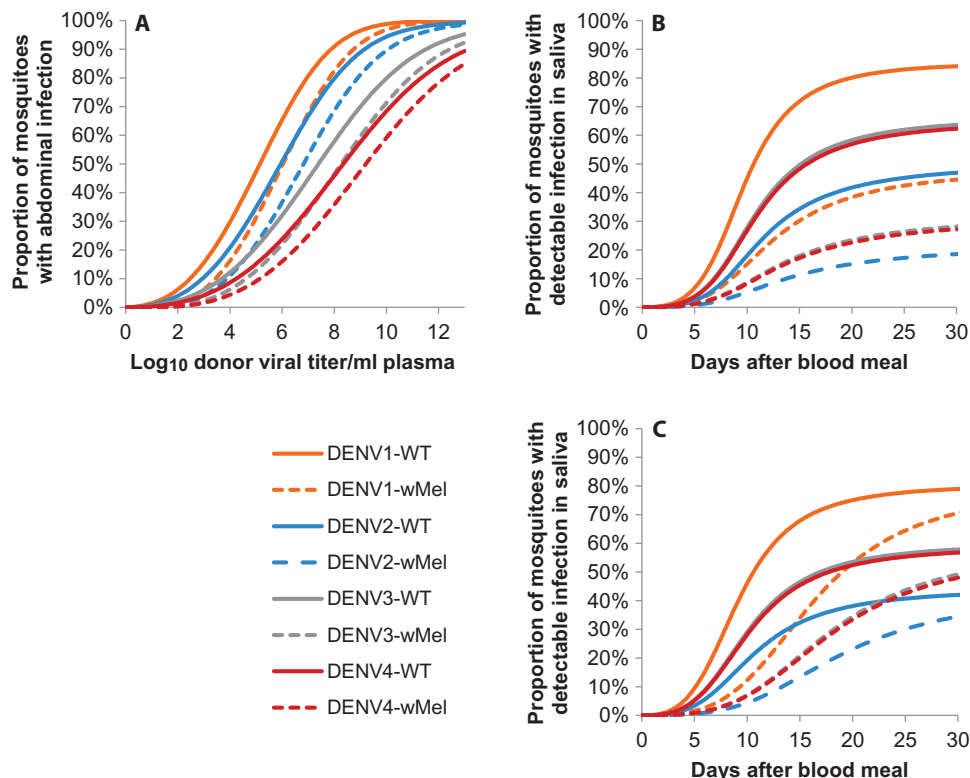 A
100%
90%
80%
70%
60%
50%
40%
30%
20%
10%
0%
0 2 4 6 8 10 12
Proportion of mosquitoes
with abdominal infection
Log10 donor viral titer/ml plasma
B
100%
90%
80%
70%
60%
50%
40%
30%
20%
10%
0%
0 5 10 15 20 25 30
Proportion of mosquitoes with
detectable infection in saliva
Days after blood meal
DENV1-WT
DENV1-wMel
DENV2-WT
DENV2-wMel
DENV3-WT
DENV3-wMel
DENV4-WT
DENV4-wMel
C
100%
90%
80%
70%
60%
50%
40%
30%
20%
10%
0%
0 5 10 15 20 25 30
Proportion of mosquitoes with
detectable infection in saliva
Days after blood meal